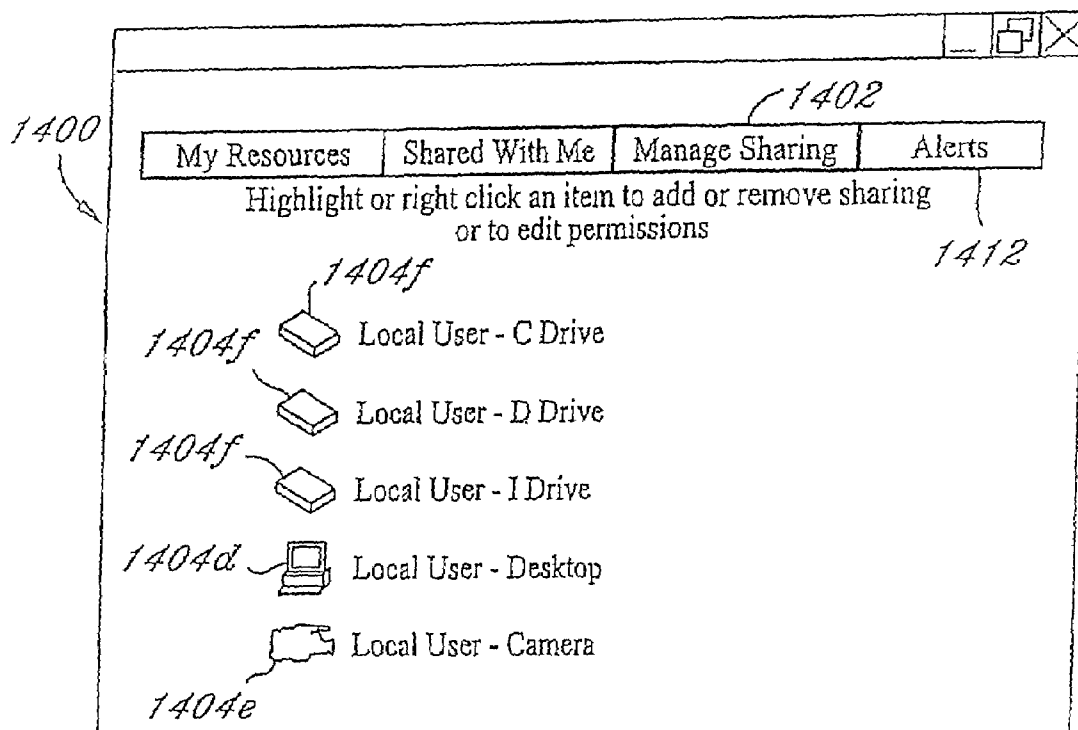 1402
1400
My Resources Shared With Me Manage Sharing Alerts
Highlight or right click an item to add or remove sharing
or to edit permissions
1412
1404f
Local User - C Drive
1404f
Local User - D Drive
1404f
Local User - I Drive
1404d
Local User - Desktop
Local User - Camera
1404e